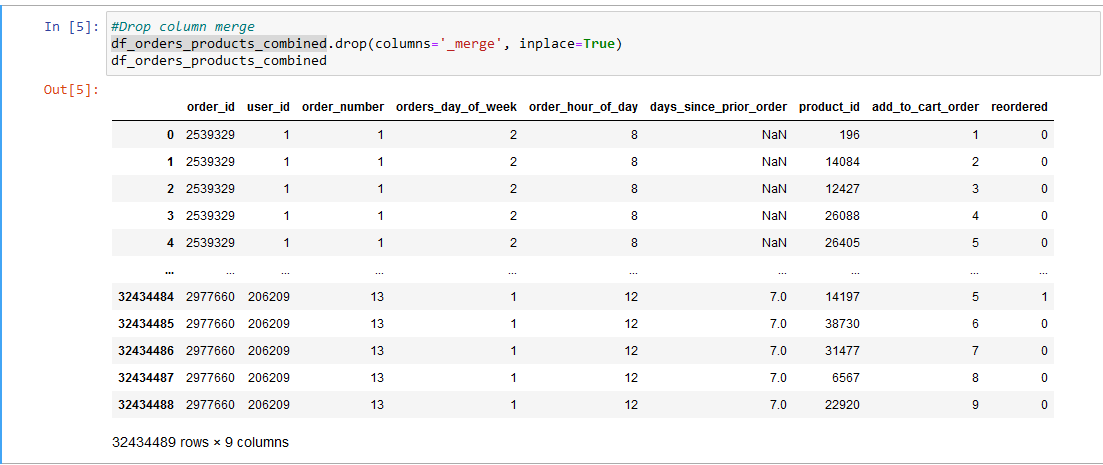 In [5]: #Drop column merge
df_orders_products_combined.drop(columns='_merge', inplace=True)
df_orders_products_combined
Out[5]:
order_id user_id order_number orders_day_of_week order_hour_of_day days_since_prior_order product_id add_to_cart_order reordered
0 2539329 1 1 2 8 NaN 196 1 0
1 2539329 1 1 2 8 NaN 14084 2 0
2 2539329 1 1 2 8 NaN 12427 3 0
3 2539329 1 1 2 8 NaN 26088 4 0
4 2539329 1 1 2 8 NaN 26405 5 0
... ... ... ... ... ... ... ... ... ...
32434484 2977660 206209 13 1 12 7.0 14197 5 1
32434485 2977660 206209 13 1 12 7.0 38730 6 0
32434486 2977660 206209 13 1 12 7.0 31477 7 0
32434487 2977660 206209 13 1 12 7.0 6567 8 0
32434488 2977660 206209 13 1 12 7.0 22920 9 0
32434489 rows × 9 columns